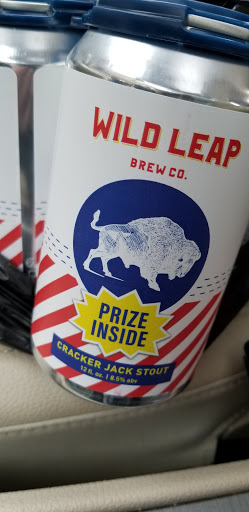 WILD LEAP
BREW CO.
PRIZE
INSIDE
CRACKER JACK STOUT
12 fl. oz. | 8.5% abv